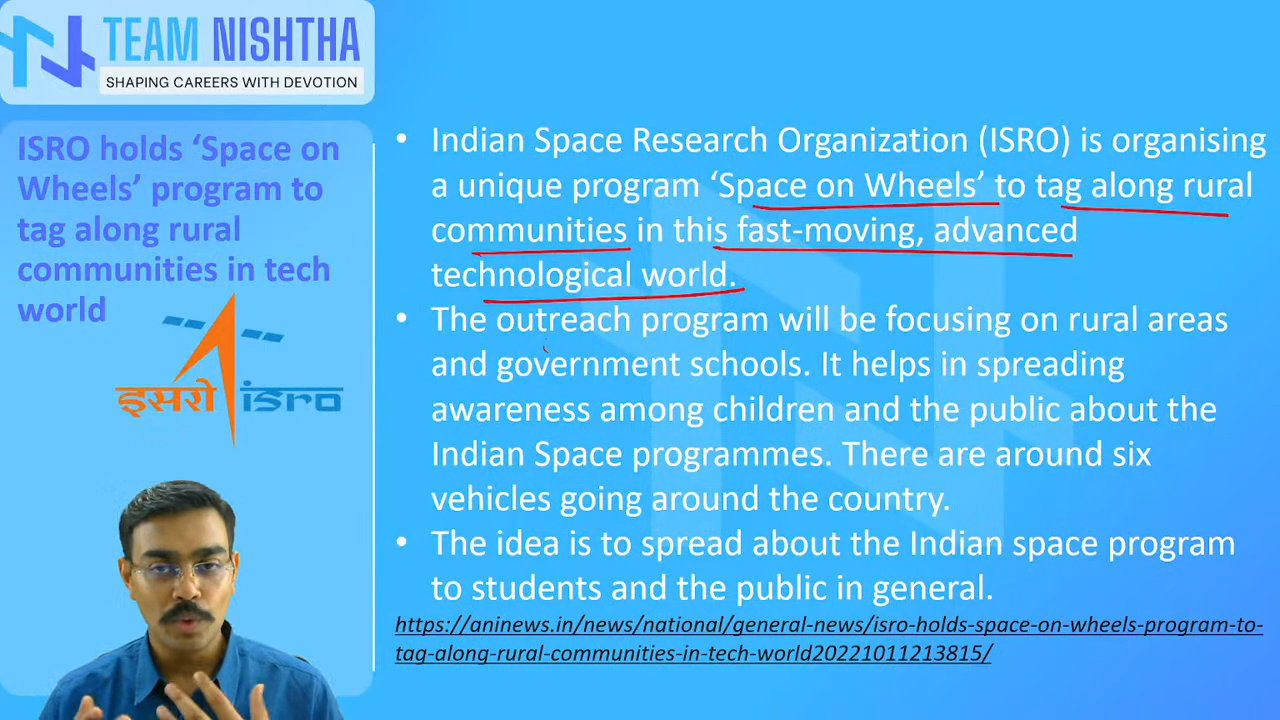 TEAM NISHTHA
SHAPING CAREERS WITH DEVOTION
ISRO holds ‘Space on
Wheels’ program to
tag along rural
communities in tech
world
इसरो isro
• Indian Space Research Organization (ISRO) is organising
a unique program ‘Space on Wheels’ to tag along rural
communities in this fast-moving, advanced
technological world.
• The outreach program will be focusing on rural areas
and government schools. It helps in spreading
awareness among children and the public about the
Indian Space programmes. There are around six
vehicles going around the country.
• The idea is to spread about the Indian space program
to students and the public in general.
https://aninews.in/news/national/general-news/isro-holds-space-on-wheels-program-to-
tag-along-rural-communities-in-tech-world20221011213815/